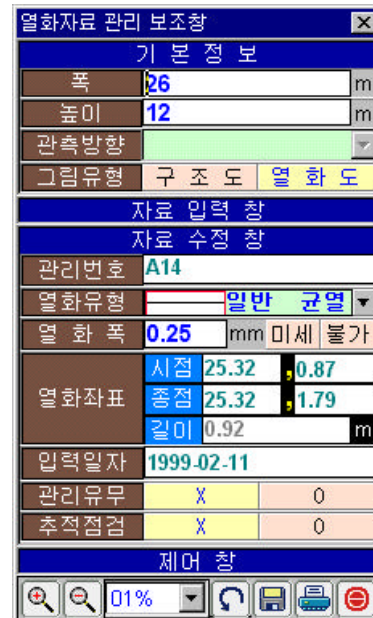 열화자료 관리 보조창
기 본 정 보
폭 26 m
높이 12 m
관측방향
그림유형 구 조 도 열 화 도
자료 입력 창
자료 수정 창
관리번호 A14
열화유형 일반 균열
열 화 폭 0.25 mm 미세 불가
시점 25.32 , 0.87
열화좌표 종점 25.32 , 1.79
길이 0.92 m
입력일자 1999-02-11
관리유무 X O
추적점검 X O
제어 창
01%